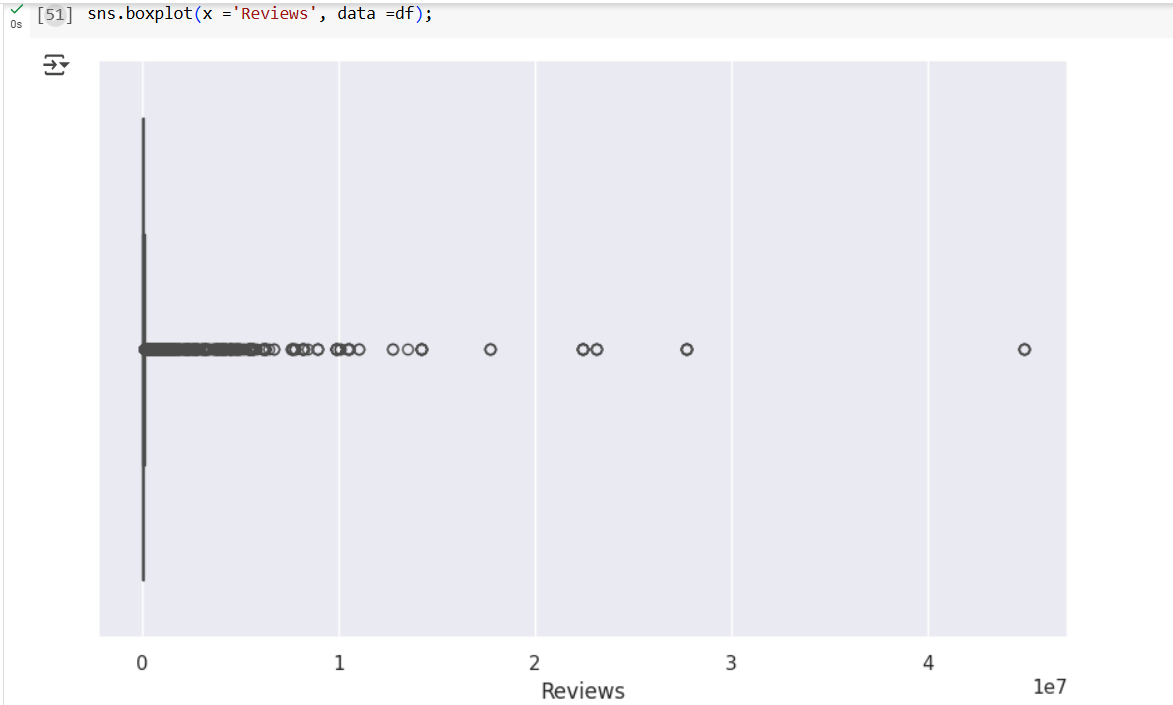 [51] sns.boxplot(x ='Reviews', data =df);
0s
0 1 2 3 4
1e7
Reviews